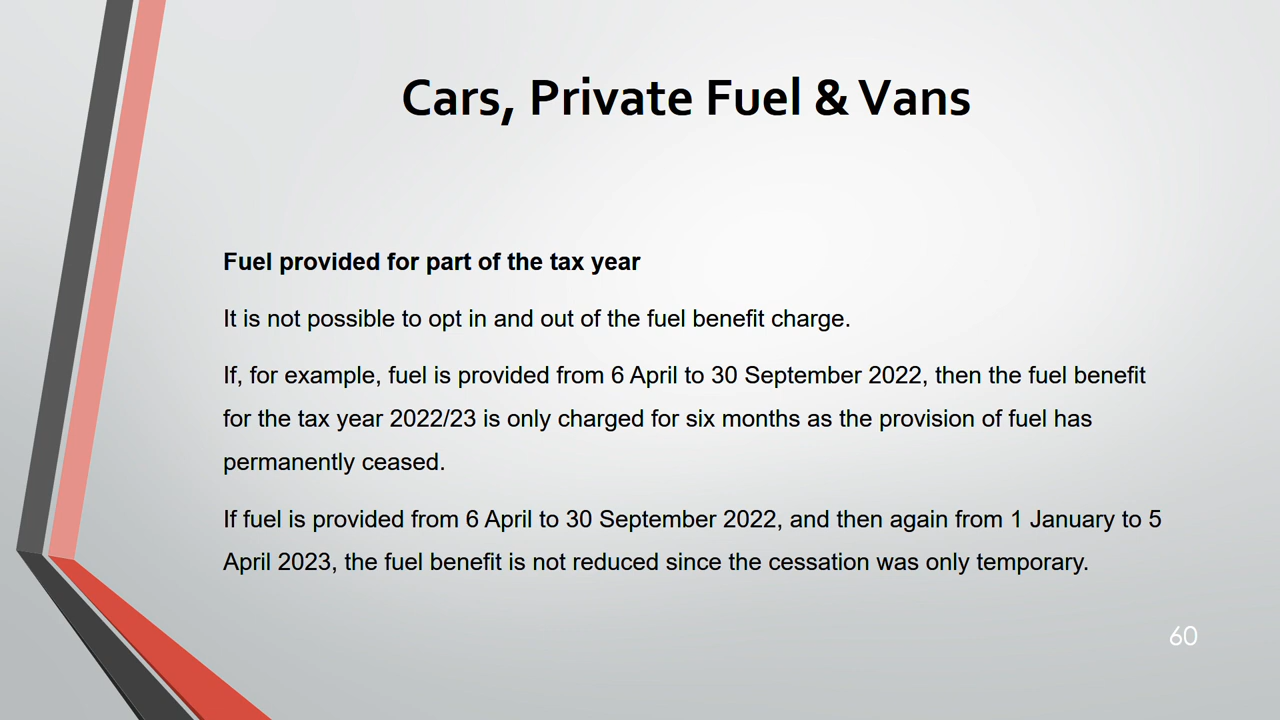 Cars, Private Fuel & Vans
Fuel provided for part of the tax year
It is not possible to opt in and out of the fuel benefit charge.
If, for example, fuel is provided from 6 April to 30 September 2022, then the fuel benefit
for the tax year 2022/23 is only charged for six months as the provision of fuel has
permanently ceased.
If fuel is provided from 6 April to 30 September 2022, and then again from 1 January to 5
April 2023, the fuel benefit is not reduced since the cessation was only temporary.
60